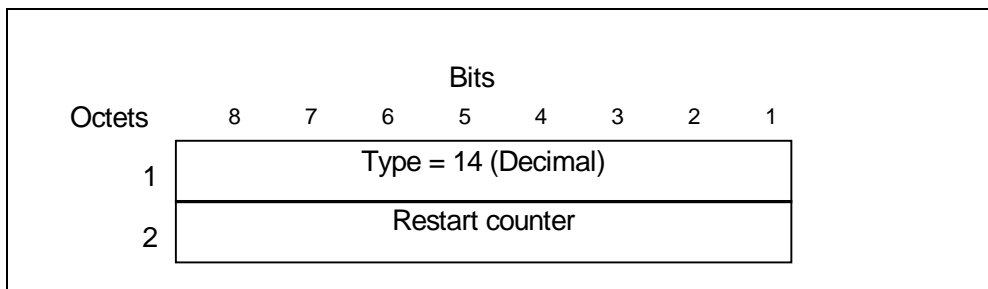 Bits
Octets 8 7 6 5 4 3 2 1
1 Type = 14 (Decimal)
2 Restart counter